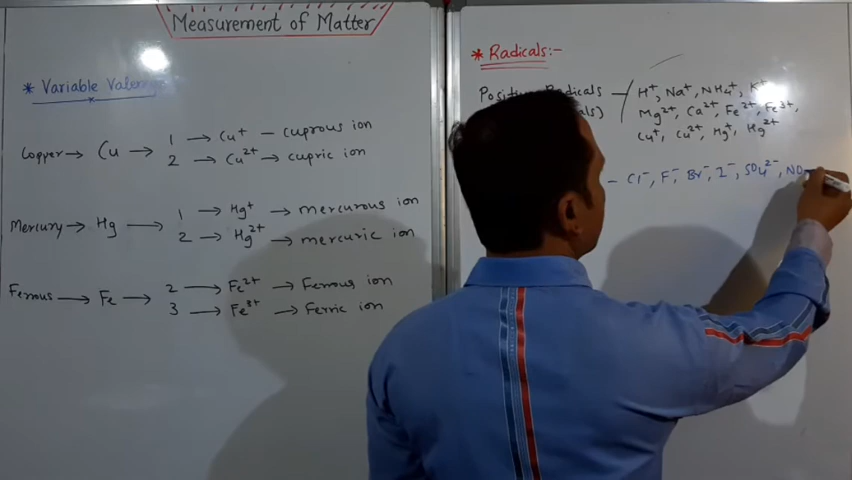 Measurement of Matter
* Variable Valency
Copper → Cu → 1 → Cu⁺ – cuprous ion
2 → Cu²⁺ → cupric ion
Mercury → Hg → 1 → Hg⁺ → mercurous ion
2 → Hg²⁺ → mercuric ion
Ferrous → Fe → 2 → Fe²⁺ → Ferrous ion
3 → Fe³⁺ → Ferric ion
* Radicals:-
Positive Radicals
H⁺, Na⁺, NH₄⁺, K⁺
Mg²⁺, Ca²⁺, Fe²⁺, Fe³⁺,
Cu⁺, Cu²⁺, Hg⁺, Hg²⁺
– Cl⁻, F⁻, Br⁻, I⁻, SO₄²⁻, NO